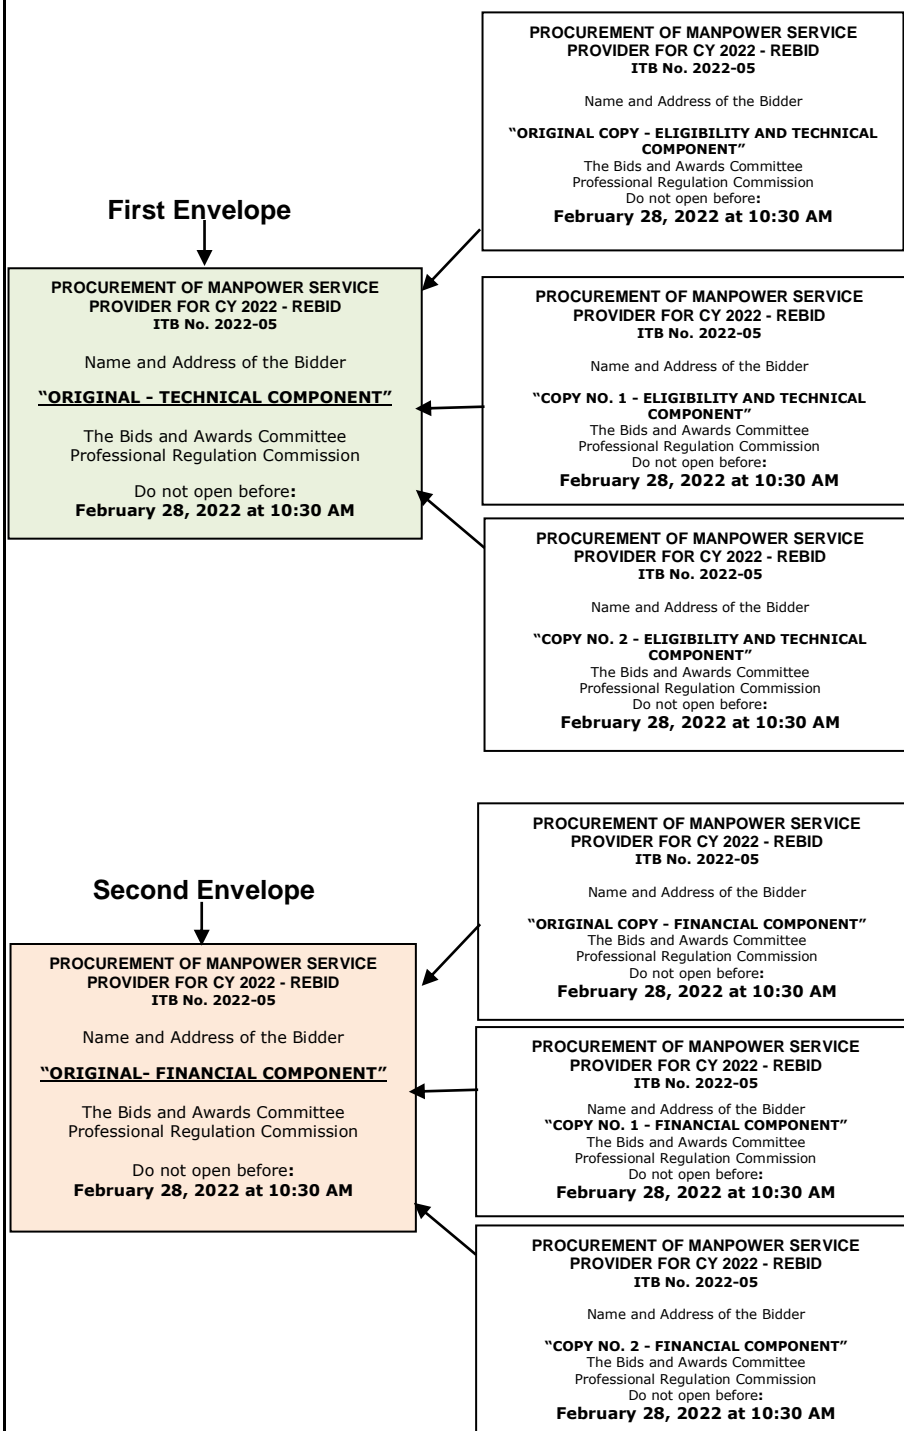 First Envelope
PROCUREMENT OF MANPOWER SERVICE
PROVIDER FOR CY 2022 - REBID
ITB No. 2022-05
Name and Address of the Bidder
“ORIGINAL - TECHNICAL COMPONENT”
The Bids and Awards Committee
Professional Regulation Commission
Do not open before:
February 28, 2022 at 10:30 AM
PROCUREMENT OF MANPOWER SERVICE
PROVIDER FOR CY 2022 - REBID
ITB No. 2022-05
Name and Address of the Bidder
“ORIGINAL COPY - ELIGIBILITY AND TECHNICAL
COMPONENT”
The Bids and Awards Committee
Professional Regulation Commission
Do not open before:
February 28, 2022 at 10:30 AM
PROCUREMENT OF MANPOWER SERVICE
PROVIDER FOR CY 2022 - REBID
ITB No. 2022-05
Name and Address of the Bidder
“COPY NO. 1 - ELIGIBILITY AND TECHNICAL
COMPONENT”
The Bids and Awards Committee
Professional Regulation Commission
Do not open before:
February 28, 2022 at 10:30 AM
PROCUREMENT OF MANPOWER SERVICE
PROVIDER FOR CY 2022 - REBID
ITB No. 2022-05
Name and Address of the Bidder
“COPY NO. 2 - ELIGIBILITY AND TECHNICAL
COMPONENT”
The Bids and Awards Committee
Professional Regulation Commission
Do not open before:
February 28, 2022 at 10:30 AM
Second Envelope
PROCUREMENT OF MANPOWER SERVICE
PROVIDER FOR CY 2022 - REBID
ITB No. 2022-05
Name and Address of the Bidder
“ORIGINAL- FINANCIAL COMPONENT”
The Bids and Awards Committee
Professional Regulation Commission
Do not open before:
February 28, 2022 at 10:30 AM
PROCUREMENT OF MANPOWER SERVICE
PROVIDER FOR CY 2022 - REBID
ITB No. 2022-05
Name and Address of the Bidder
“ORIGINAL COPY - FINANCIAL COMPONENT”
The Bids and Awards Committee
Professional Regulation Commission
Do not open before:
February 28, 2022 at 10:30 AM
PROCUREMENT OF MANPOWER SERVICE
PROVIDER FOR CY 2022 - REBID
ITB No. 2022-05
Name and Address of the Bidder
“COPY NO. 1 - FINANCIAL COMPONENT”
The Bids and Awards Committee
Professional Regulation Commission
Do not open before:
February 28, 2022 at 10:30 AM
PROCUREMENT OF MANPOWER SERVICE
PROVIDER FOR CY 2022 - REBID
ITB No. 2022-05
Name and Address of the Bidder
“COPY NO. 2 - FINANCIAL COMPONENT”
The Bids and Awards Committee
Professional Regulation Commission
Do not open before:
February 28, 2022 at 10:30 AM